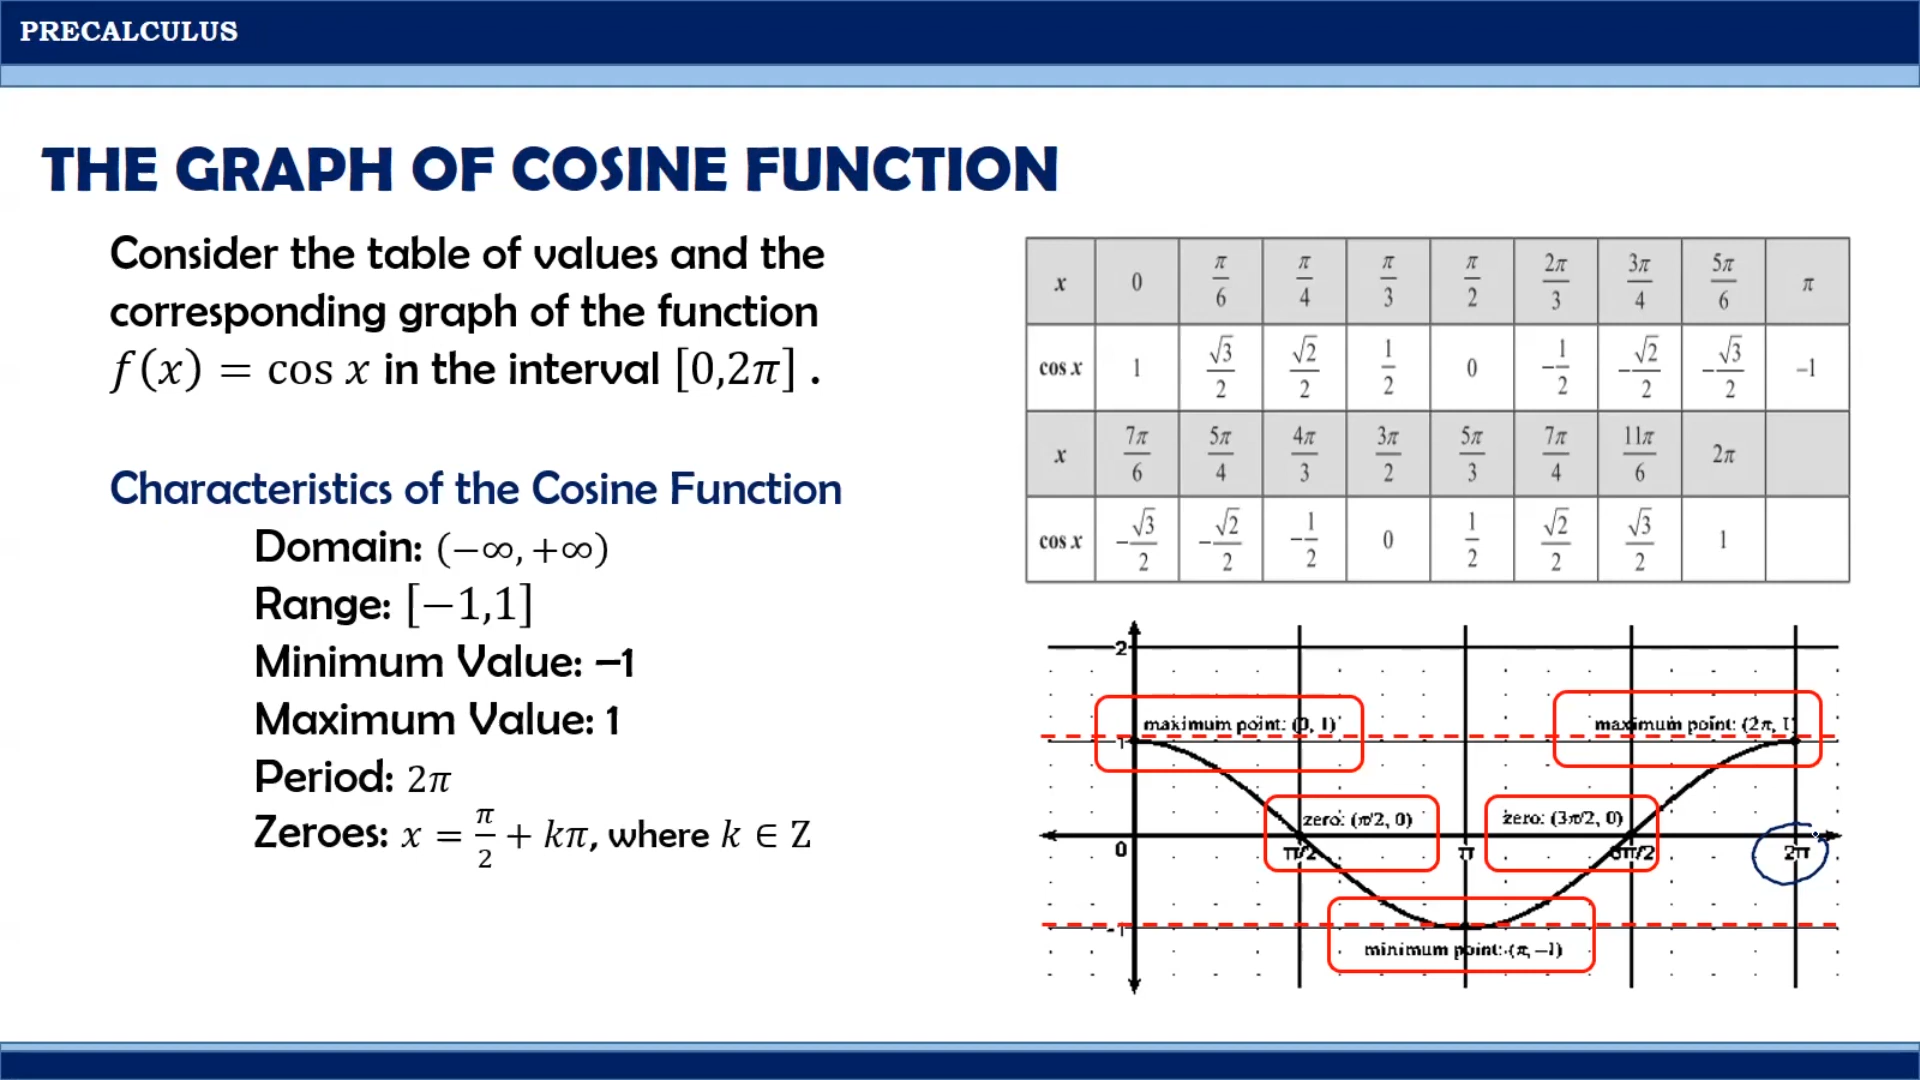 PRECALCULUS
THE GRAPH OF COSINE FUNCTION
Consider the table of values and the
corresponding graph of the function
f(x) = cos x in the interval [0,2π] .
Characteristics of the Cosine Function
Domain: (−∞, +∞)
Range: [−1,1]
Minimum Value: –1
Maximum Value: 1
Period: 2π
Zeroes: x = π/2 + kπ, where k ∈ Z
x 0 π/6 π/4 π/3 π/2 2π/3 3π/4 5π/6 π
cos x 1 √3/2 √2/2 1/2 0 −1/2 −√2/2 −√3/2 –1
x 7π/6 5π/4 4π/3 3π/2 5π/3 7π/4 11π/6 2π
cos x −√3/2 −√2/2 −1/2 0 1/2 √2/2 √3/2 1
2
maximum point: (0, 1) maximum point: (2π, 1)
1
zero: (π/2, 0) zero: (3π/2, 0)
0 π/2 π 3π/2 2π
-1
minimum point: (π, –1)